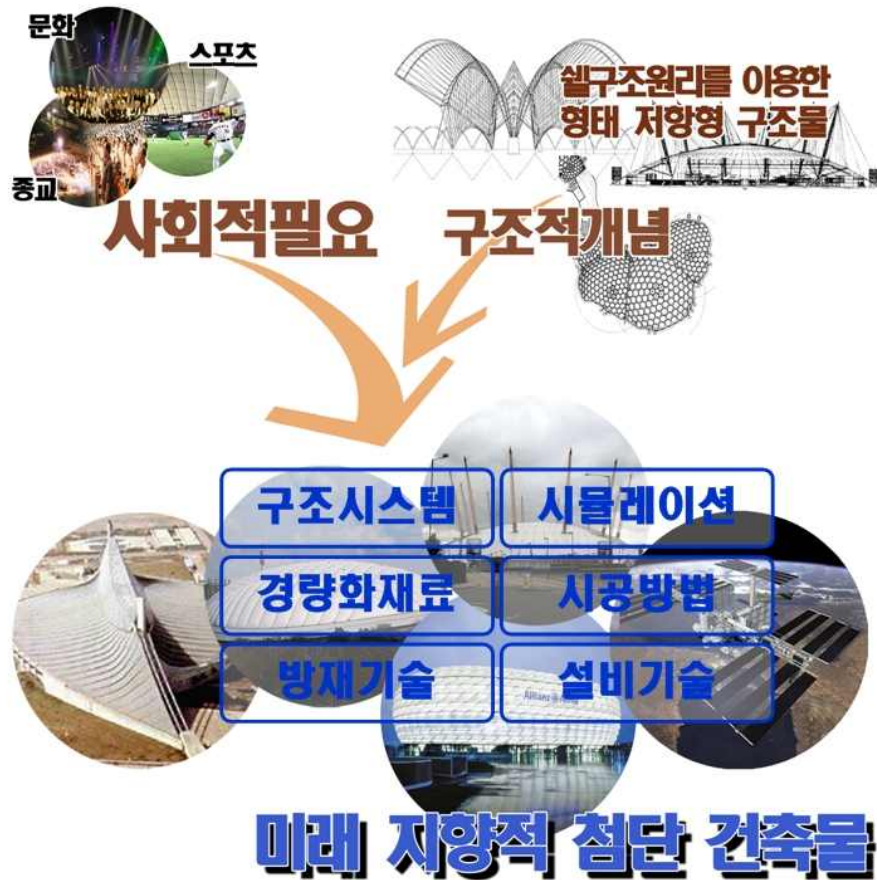 문화
스포츠
종교
쉘구조원리를 이용한
형태 저항형 구조물
사회적필요
구조적개념
구조시스템
시뮬레이션
경량화재료
시공방법
방재기술
설비기술
Allianz Arena
미래 지향적 첨단 건축물